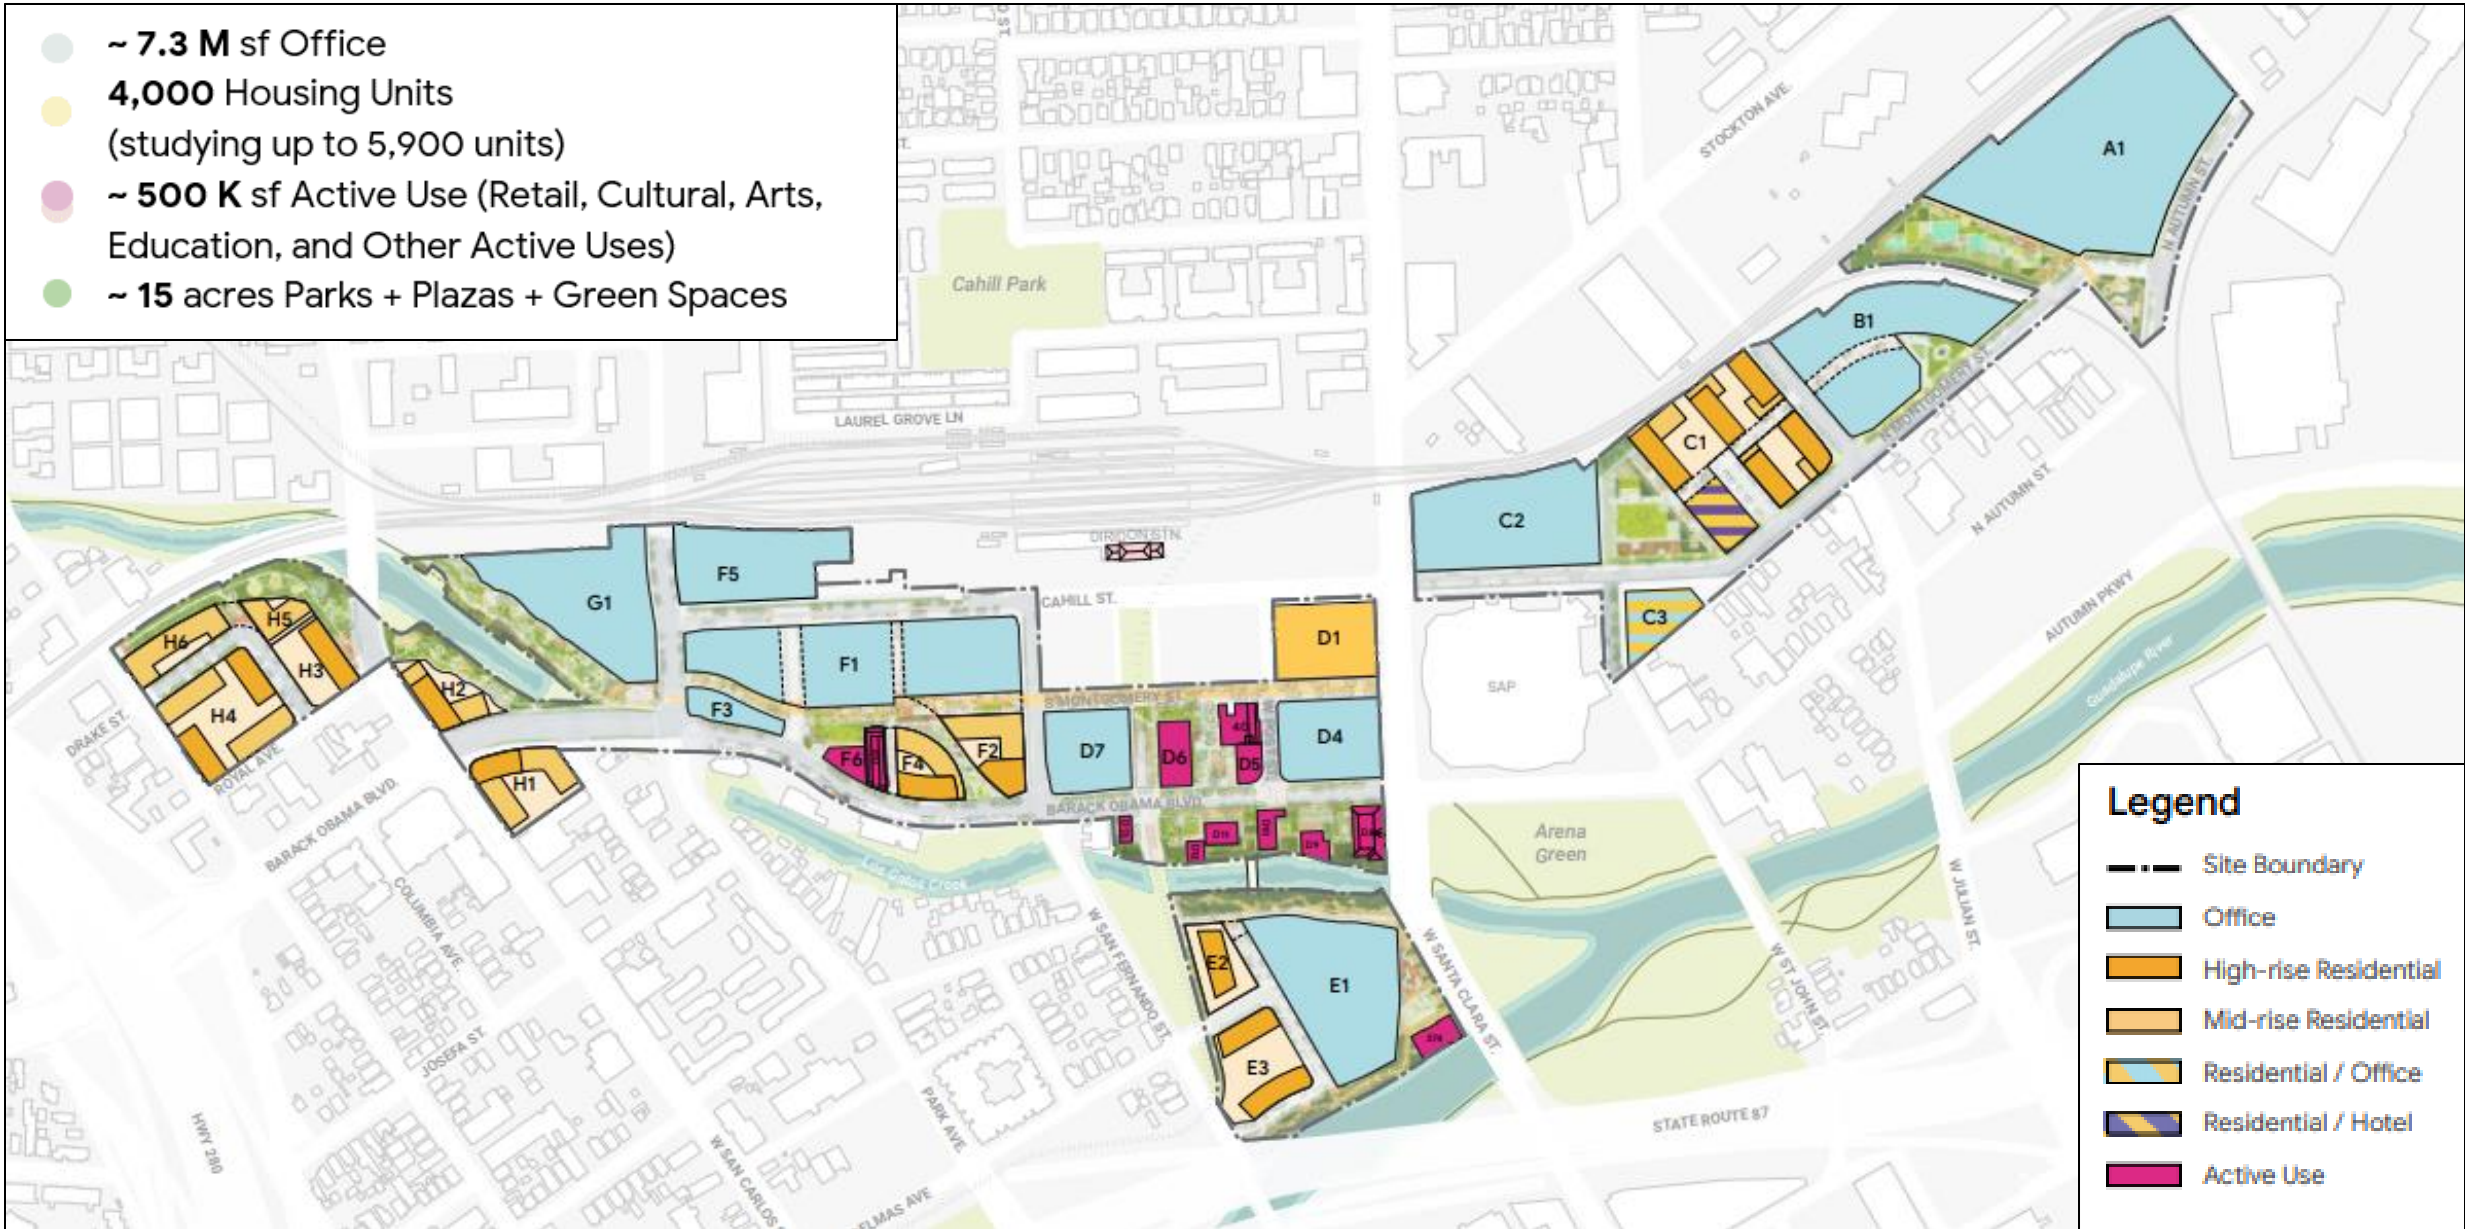 ~ 7.3 M sf Office
4,000 Housing Units
(studying up to 5,900 units)
~ 500 K sf Active Use (Retail, Cultural, Arts,
Education, and Other Active Uses)
~ 15 acres Parks + Plazas + Green Spaces
STOCKTON AVE.
A1
N AUTUMN ST.
Cahill Park
B1
N MONTGOMERY ST.
LAUREL GROVE LN
C1
C2
N AUTUMN ST.
DIRIDON STN.
F5
G1
CAHILL ST.
AUTUMN PKWY
H5
H6
C3
D1
F1
H3
H2
S MONTGOMERY ST.
SAP
Guadalupe River
F3
H4
DRAKE ST.
D4
D7
D6
D5
F2
F4
F6
ROYAL AVE.
H1
BARACK OBAMA BLVD.
BARACK OBAMA BLVD.
D11
D9
Arena
Green
Los Gatos Creek
COLUMBIA AVE.
W SAN FERNANDO ST.
W SANTA CLARA ST.
W ST JOHN ST.
W JULIAN ST.
E2
E1
E3
JOSEFA ST.
PARK AVE.
HWY 280
W SAN CARLOS
ELMAS AVE
STATE ROUTE 87
Legend
Site Boundary
Office
High-rise Residential
Mid-rise Residential
Residential / Office
Residential / Hotel
Active Use